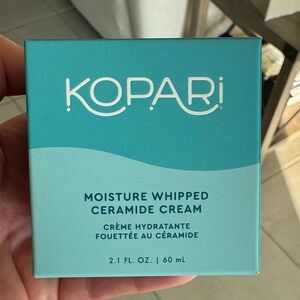 KOPARi
MOISTURE WHIPPED
CERAMIDE CREAM
CRÈME HYDRATANTE
FOUETTÉE AU CÉRAMIDE
2.1 FL. OZ. | 60 mL